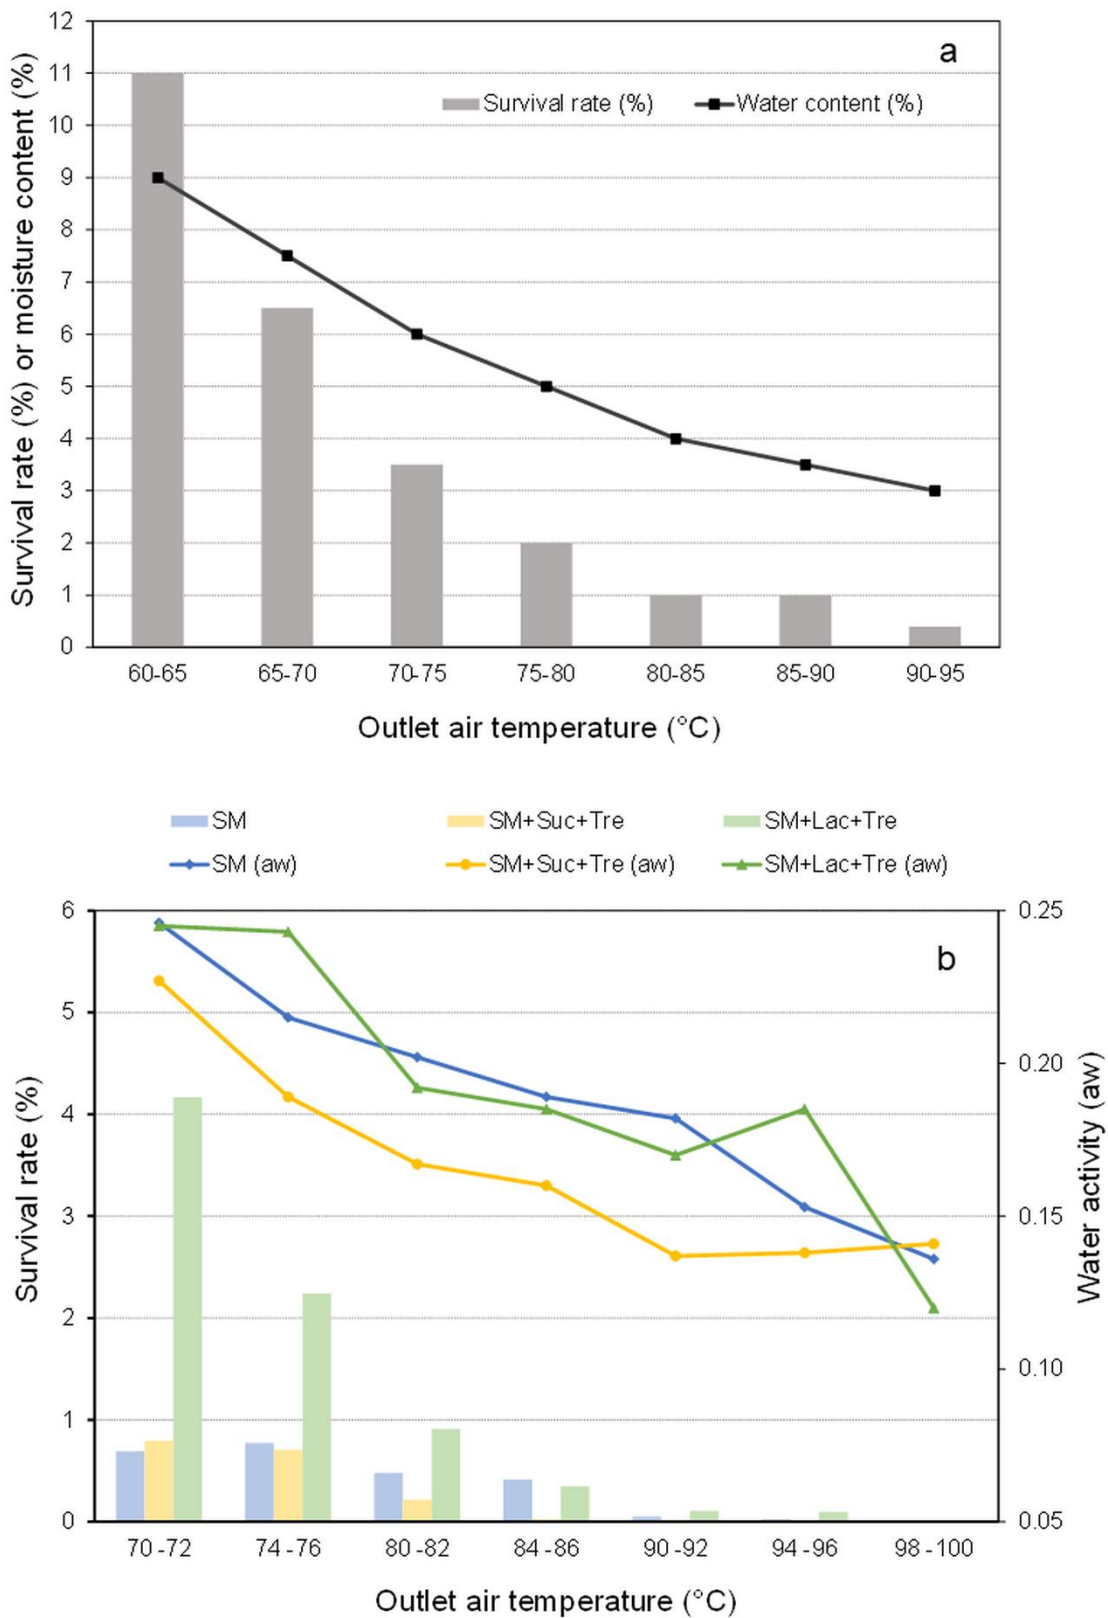 a
Survival rate (%) Water content (%)
Survival rate (%) or moisture content (%)
12
11
10
9
8
7
6
5
4
3
2
1
0
60-65 65-70 70-75 75-80 80-85 85-90 90-95
Outlet air temperature (°C)
SM SM+Suc+Tre SM+Lac+Tre
SM (aw) SM+Suc+Tre (aw) SM+Lac+Tre (aw)
b
Survival rate (%)
6
5
4
3
2
1
0
0.25
0.20
0.15
0.10
0.05
Water activity (aw)
70-72 74-76 80-82 84-86 90-92 94-96 98-100
Outlet air temperature (°C)